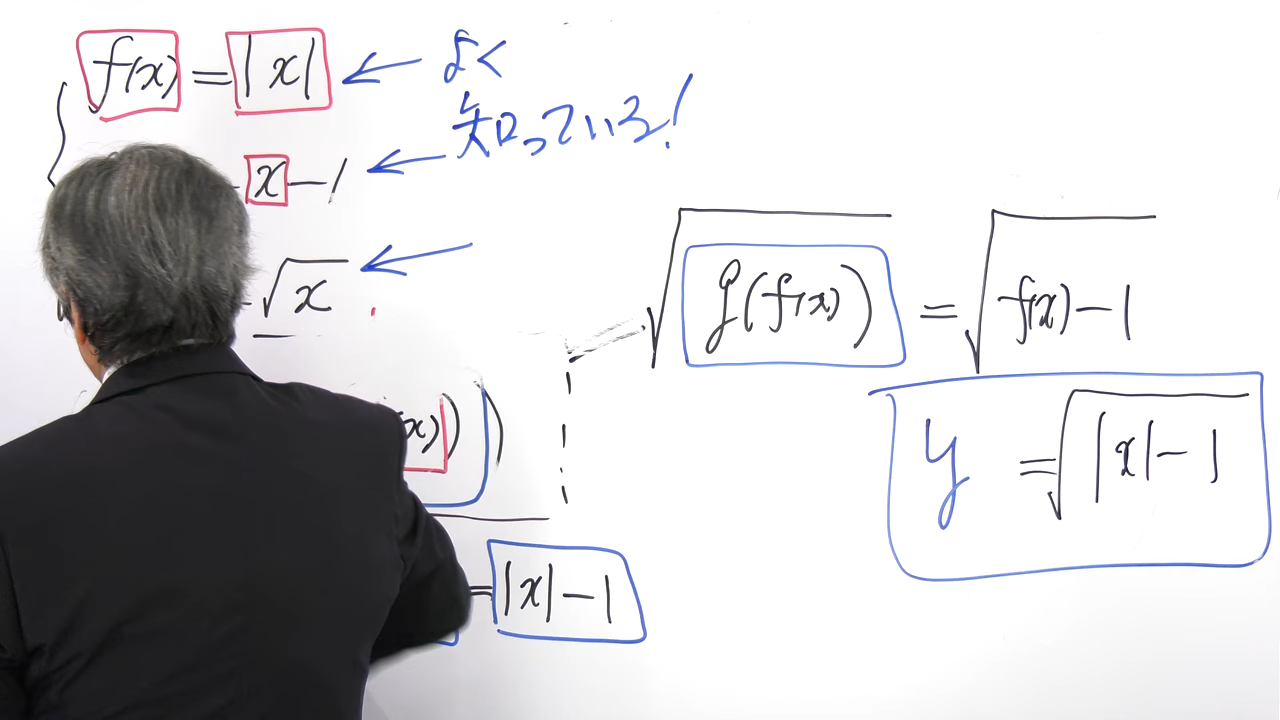 f(x) = |x| ← よく
知っている!
x - 1 ←
√x ←
x)))
= |x| - 1
√g(f(x)) = √f(x) - 1
y = √|x| - 1